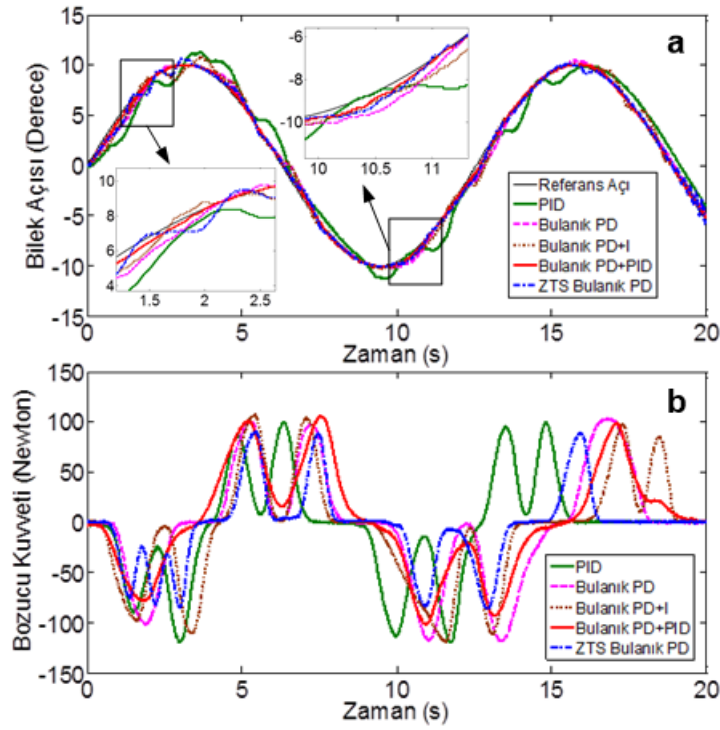 a
Bilek Açısı (Derece)
15
10
5
0
-5
-10
-15
-6
-8
-10
10
10.5
11
10
8
6
4
1.5
2
2.5
Referans Açı
PID
Bulanık PD
Bulanık PD+I
Bulanık PD+PID
ZTS Bulanık PD
0
5
10
15
20
Zaman (s)
b
Bozucu Kuvveti (Newton)
150
100
50
0
-50
-100
-150
PID
Bulanık PD
Bulanık PD+I
Bulanık PD+PID
ZTS Bulanık PD
0
5
10
15
20
Zaman (s)